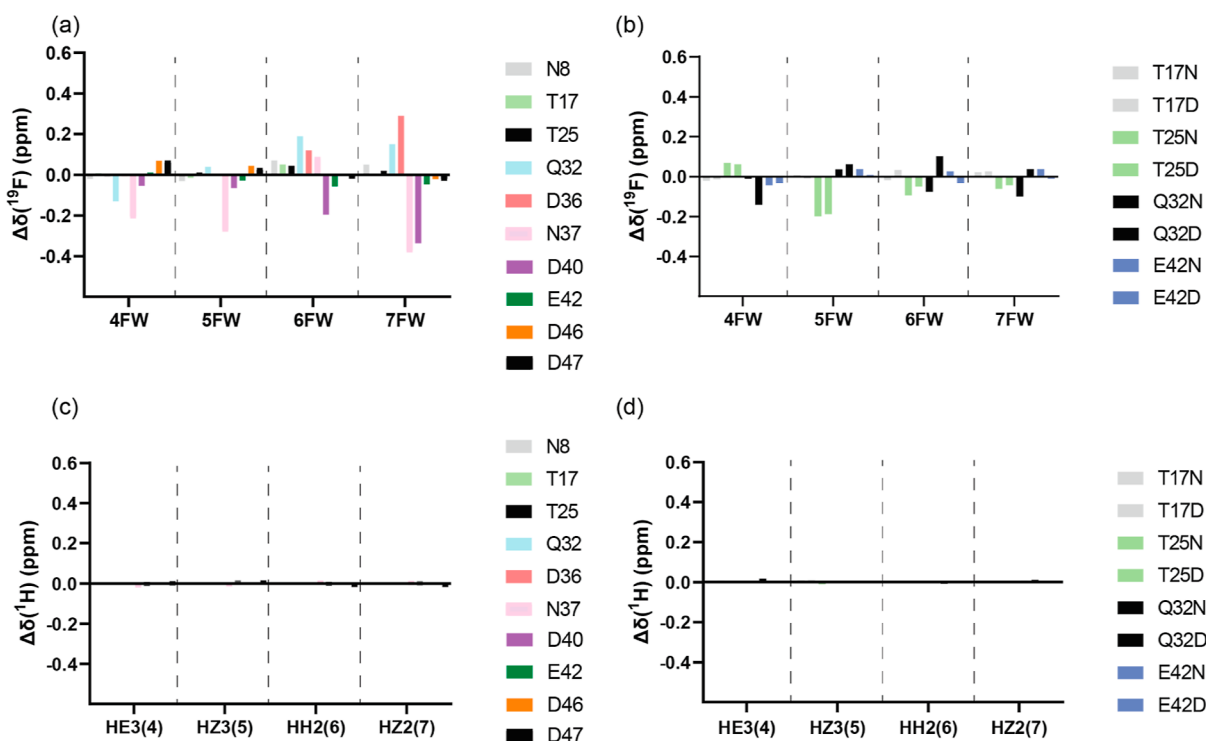 (a)
Δδ(¹⁹F) (ppm)
0.6
0.4
0.2
0.0
-0.2
-0.4
4FW 5FW 6FW 7FW
N8
T17
T25
Q32
D36
N37
D40
E42
D46
D47
(b)
Δδ(¹⁹F) (ppm)
0.6
0.4
0.2
0.0
-0.2
-0.4
4FW 5FW 6FW 7FW
T17N
T17D
T25N
T25D
Q32N
Q32D
E42N
E42D
(c)
Δδ(¹H) (ppm)
0.6
0.4
0.2
0.0
-0.2
-0.4
HE3(4) HZ3(5) HH2(6) HZ2(7)
N8
T17
T25
Q32
D36
N37
D40
E42
D46
D47
(d)
Δδ(¹H) (ppm)
0.6
0.4
0.2
0.0
-0.2
-0.4
HE3(4) HZ3(5) HH2(6) HZ2(7)
T17N
T17D
T25N
T25D
Q32N
Q32D
E42N
E42D